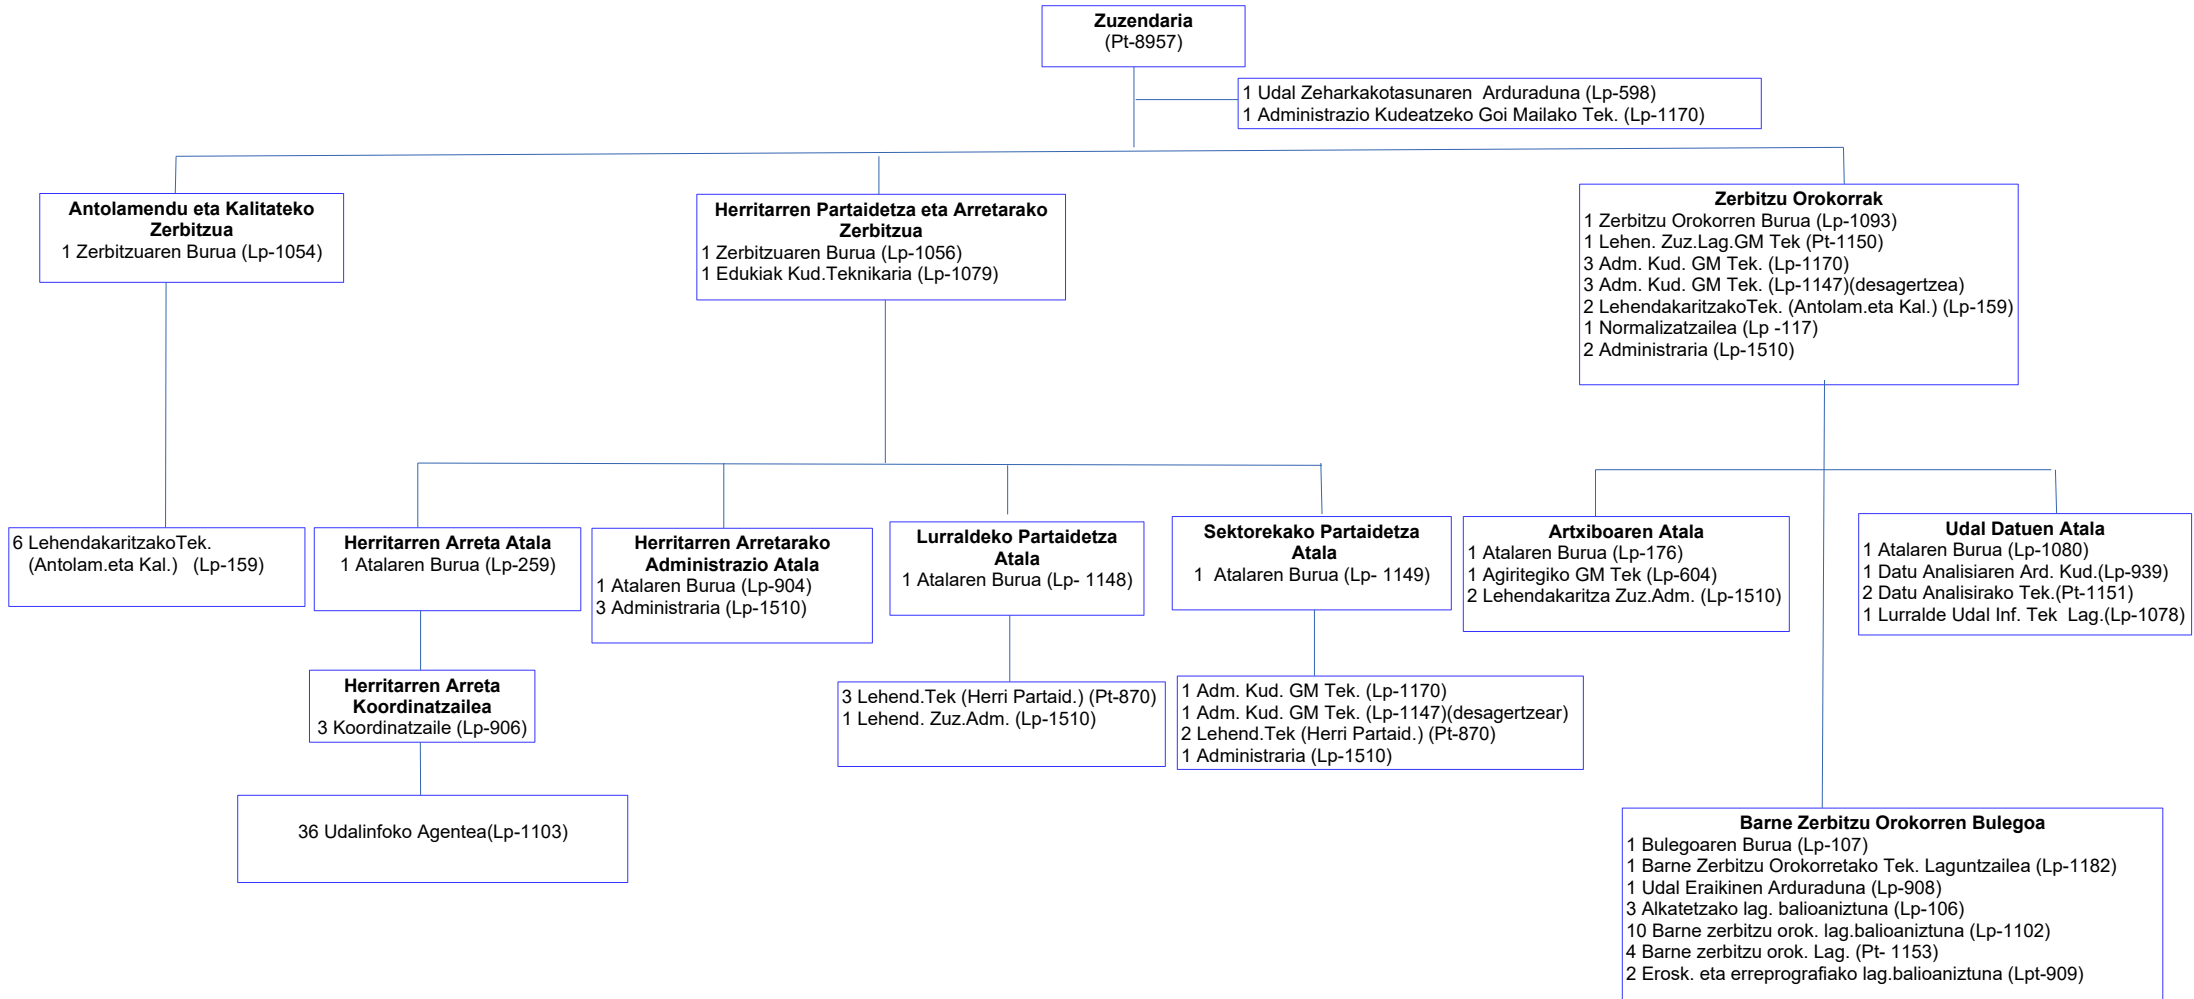 Zuzendaria
(Pt-8957)
1 Udal Zeharkakotasunaren  Arduraduna (Lp-598)
1 Administrazio Kudeatzeko Goi Mailako Tek. (Lp-1170)
Antolamendu eta Kalitateko
Zerbitzua
1 Zerbitzuaren Burua (Lp-1054)
Herritarren Partaidetza eta Arretarako
Zerbitzua
1 Zerbitzuaren Burua (Lp-1056)
1 Edukiak Kud.Teknikaria (Lp-1079)
Zerbitzu Orokorrak
1 Zerbitzu Orokorren Burua (Lp-1093)
1 Lehen. Zuz.Lag.GM Tek (Pt-1150)
3 Adm. Kud. GM Tek. (Lp-1170)
3 Adm. Kud. GM Tek. (Lp-1147)(desagertzea)
2 LehendakaritzakoTek. (Antolam.eta Kal.) (Lp-159)
1 Normalizatzailea (Lp -117)
2 Administraria (Lp-1510)
6 LehendakaritzakoTek.
(Antolam.eta Kal.)   (Lp-159)
Herritarren Arreta Atala
1 Atalaren Burua (Lp-259)
Herritarren Arretarako
Administrazio Atala
1 Atalaren Burua (Lp-904)
3 Administraria (Lp-1510)
Lurraldeko Partaidetza
Atala
1 Atalaren Burua (Lp- 1148)
Sektorekako Partaidetza
Atala
1  Atalaren Burua (Lp- 1149)
Artxiboaren Atala
1 Atalaren Burua (Lp-176)
1 Agiritegiko GM Tek (Lp-604)
2 Lehendakaritza Zuz.Adm. (Lp-1510)
Udal Datuen Atala
1 Atalaren Burua (Lp-1080)
1 Datu Analisiaren Ard. Kud.(Lp-939)
2 Datu Analisirako Tek.(Pt-1151)
1 Lurralde Udal Inf. Tek  Lag.(Lp-1078)
Herritarren Arreta
Koordinatzailea
3 Koordinatzaile (Lp-906)
3 Lehend.Tek (Herri Partaid.) (Pt-870)
1 Lehend. Zuz.Adm. (Lp-1510)
1 Adm. Kud. GM Tek. (Lp-1170)
1 Adm. Kud. GM Tek. (Lp-1147)(desagertzear)
2 Lehend.Tek (Herri Partaid.) (Pt-870)
1 Administraria (Lp-1510)
36 Udalinfoko Agentea(Lp-1103)
Barne Zerbitzu Orokorren Bulegoa
1 Bulegoaren Burua (Lp-107)
1 Barne Zerbitzu Orokorretako Tek. Laguntzailea (Lp-1182)
1 Udal Eraikinen Arduraduna (Lp-908)
3 Alkatetzako lag. balioaniztuna (Lp-106)
10 Barne zerbitzu orok. lag.balioaniztuna (Lp-1102)
4 Barne zerbitzu orok. Lag. (Pt- 1153)
2 Erosk. eta erreprografiako lag.balioaniztuna (Lpt-909)